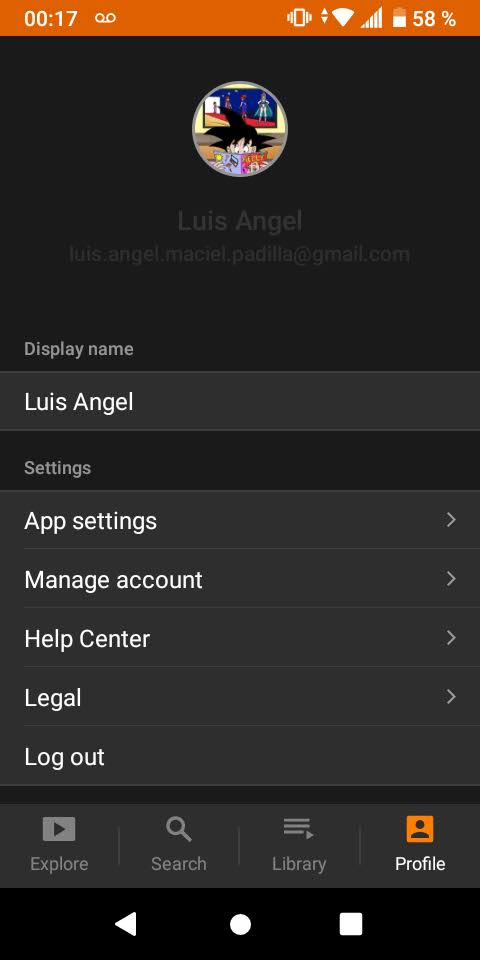 00:17
58 %
Luis Angel
luis.angel.maciel.padilla@gmail.com
Display name
Luis Angel
Settings
App settings
Manage account
Help Center
Legal
Log out
Explore
Search
Library
Profile